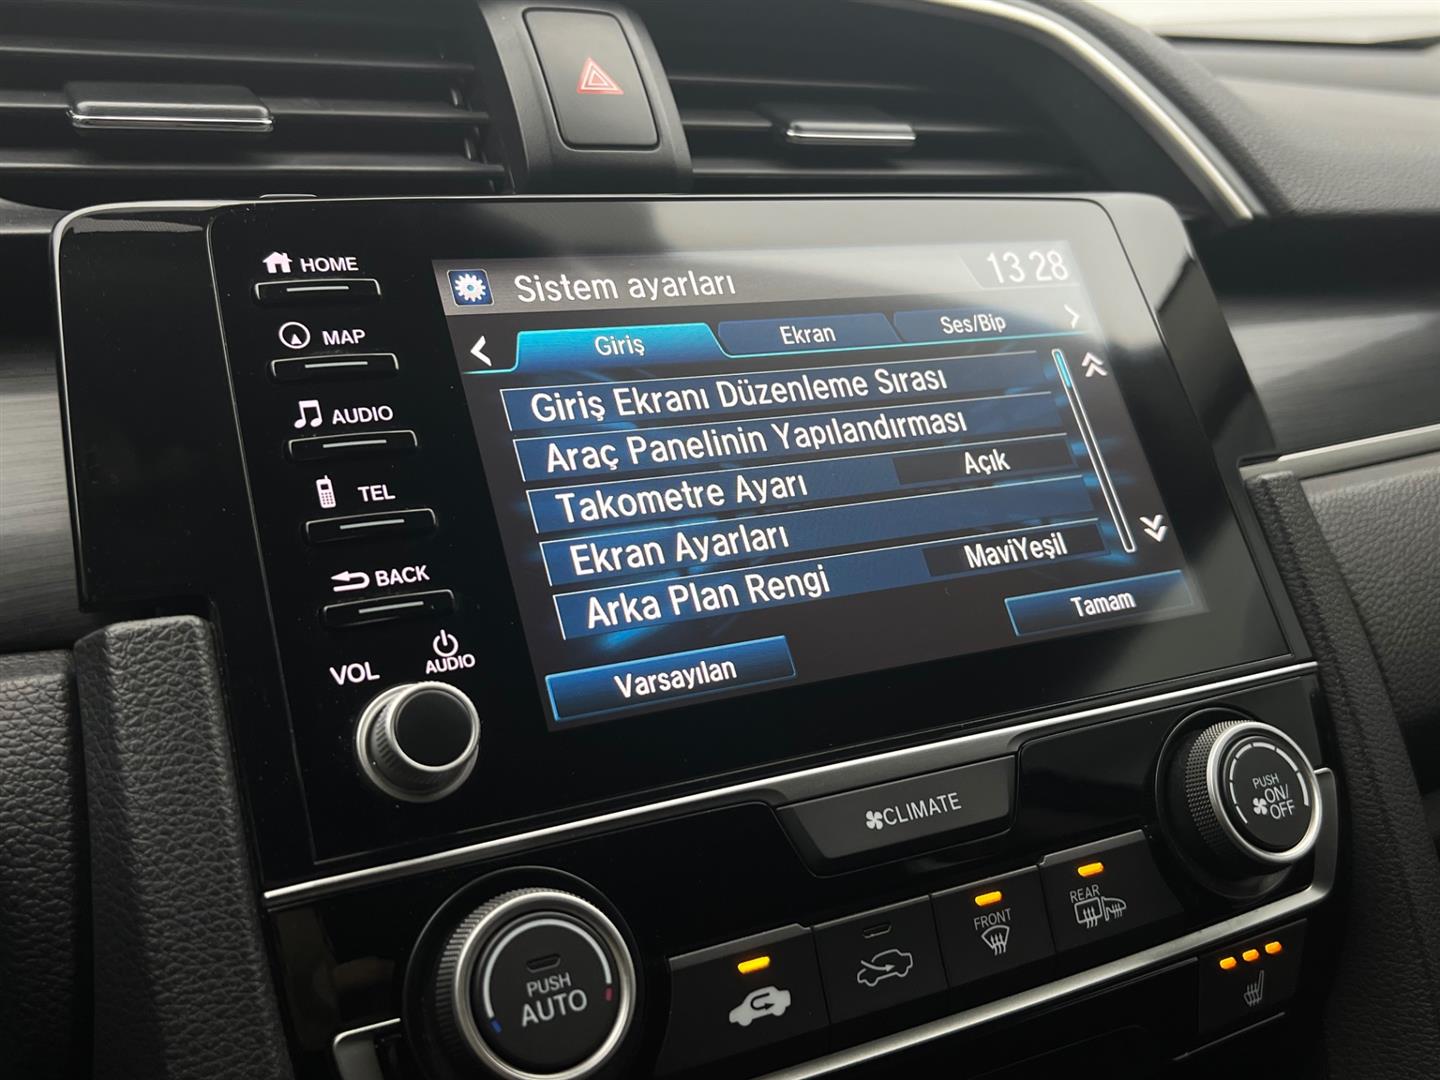 HOME
MAP
AUDIO
TEL
BACK
VOL
AUDIO
Sistem ayarları
13 28
Giriş
Ekran
Ses/Bip
Giriş Ekranı Düzenleme Sırası
Araç Panelinin Yapılandırması
Takometre Ayarı
Açık
Ekran Ayarları
Arka Plan Rengi
MaviYeşil
Varsayılan
Tamam
CLIMATE
PUSH
ON/
OFF
PUSH
AUTO
FRONT
REAR